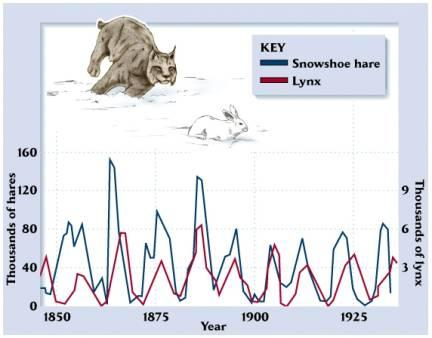 KEY
Snowshoe hare
Lynx
160
120
80
40
0
Thousands of hares
9
6
3
Thousands of lynx
1850
1875
1900
1925
Year